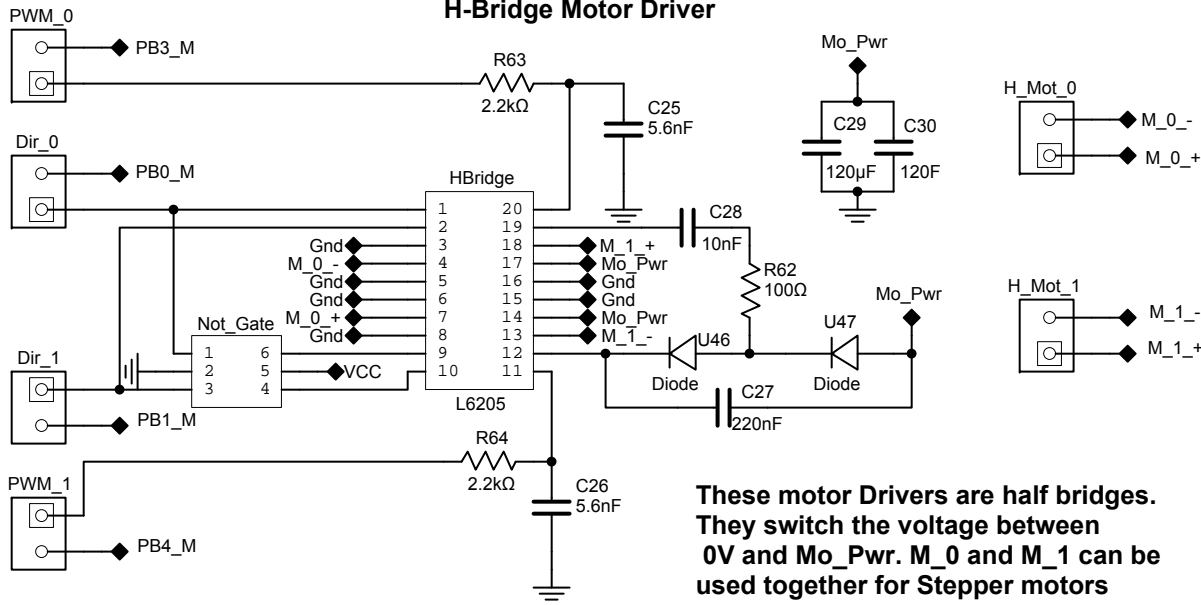 H-Bridge Motor Driver
PWM_0
PB3_M
R63
2.2kΩ
C25
5.6nF
Mo_Pwr
C29
120µF
C30
120F
H_Mot_0
M_0_-
M_0_+
Dir_0
PB0_M
HBridge
1 20
2 19
3 18
4 17
5 16
6 15
7 14
8 13
9 12
10 11
L6205
Gnd
M_0_-
Gnd
Gnd
M_0_+
Gnd
M_1_+
Mo_Pwr
Gnd
Gnd
Mo_Pwr
M_1_-
C28
10nF
R62
100Ω
Mo_Pwr
U46
Diode
U47
Diode
C27
220nF
H_Mot_1
M_1_-
M_1_+
Not_Gate
1 6
2 5
3 4
VCC
Dir_1
PB1_M
R64
2.2kΩ
C26
5.6nF
PWM_1
PB4_M
These motor Drivers are half bridges.
They switch the voltage between
0V and Mo_Pwr. M_0 and M_1 can be
used together for Stepper motors